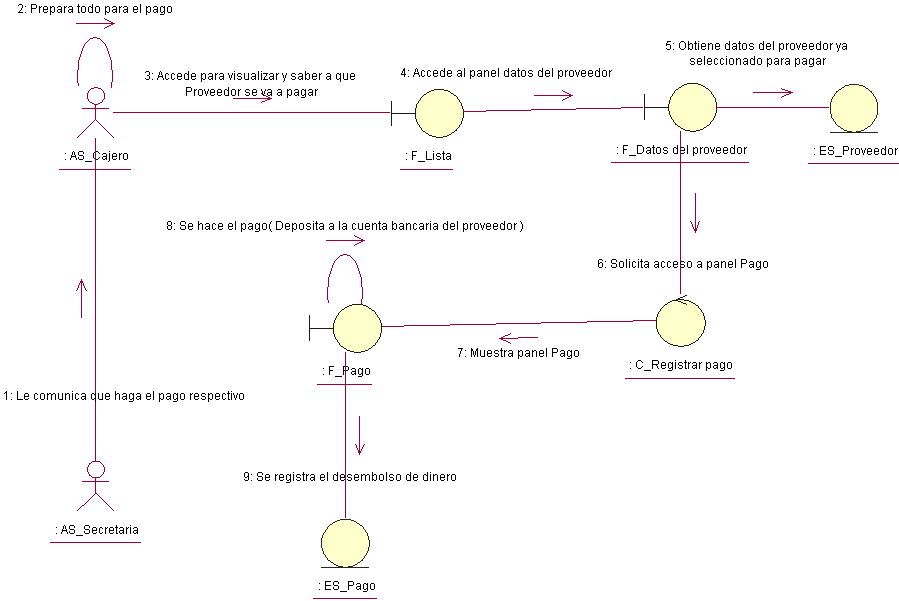 2: Prepara todo para el pago
3: Accede para visualizar y saber a que
Proveedor se va a pagar
4: Accede al panel datos del proveedor
5: Obtiene datos del proveedor ya
seleccionado para pagar
: AS_Cajero
: F_Lista
: F_Datos del proveedor
: ES_Proveedor
8: Se hace el pago( Deposita a la cuenta bancaria del proveedor )
6: Solicita acceso a panel Pago
7: Muestra panel Pago
: F_Pago
: C_Registrar pago
1: Le comunica que haga el pago respectivo
9: Se registra el desembolso de dinero
: AS_Secretaria
: ES_Pago